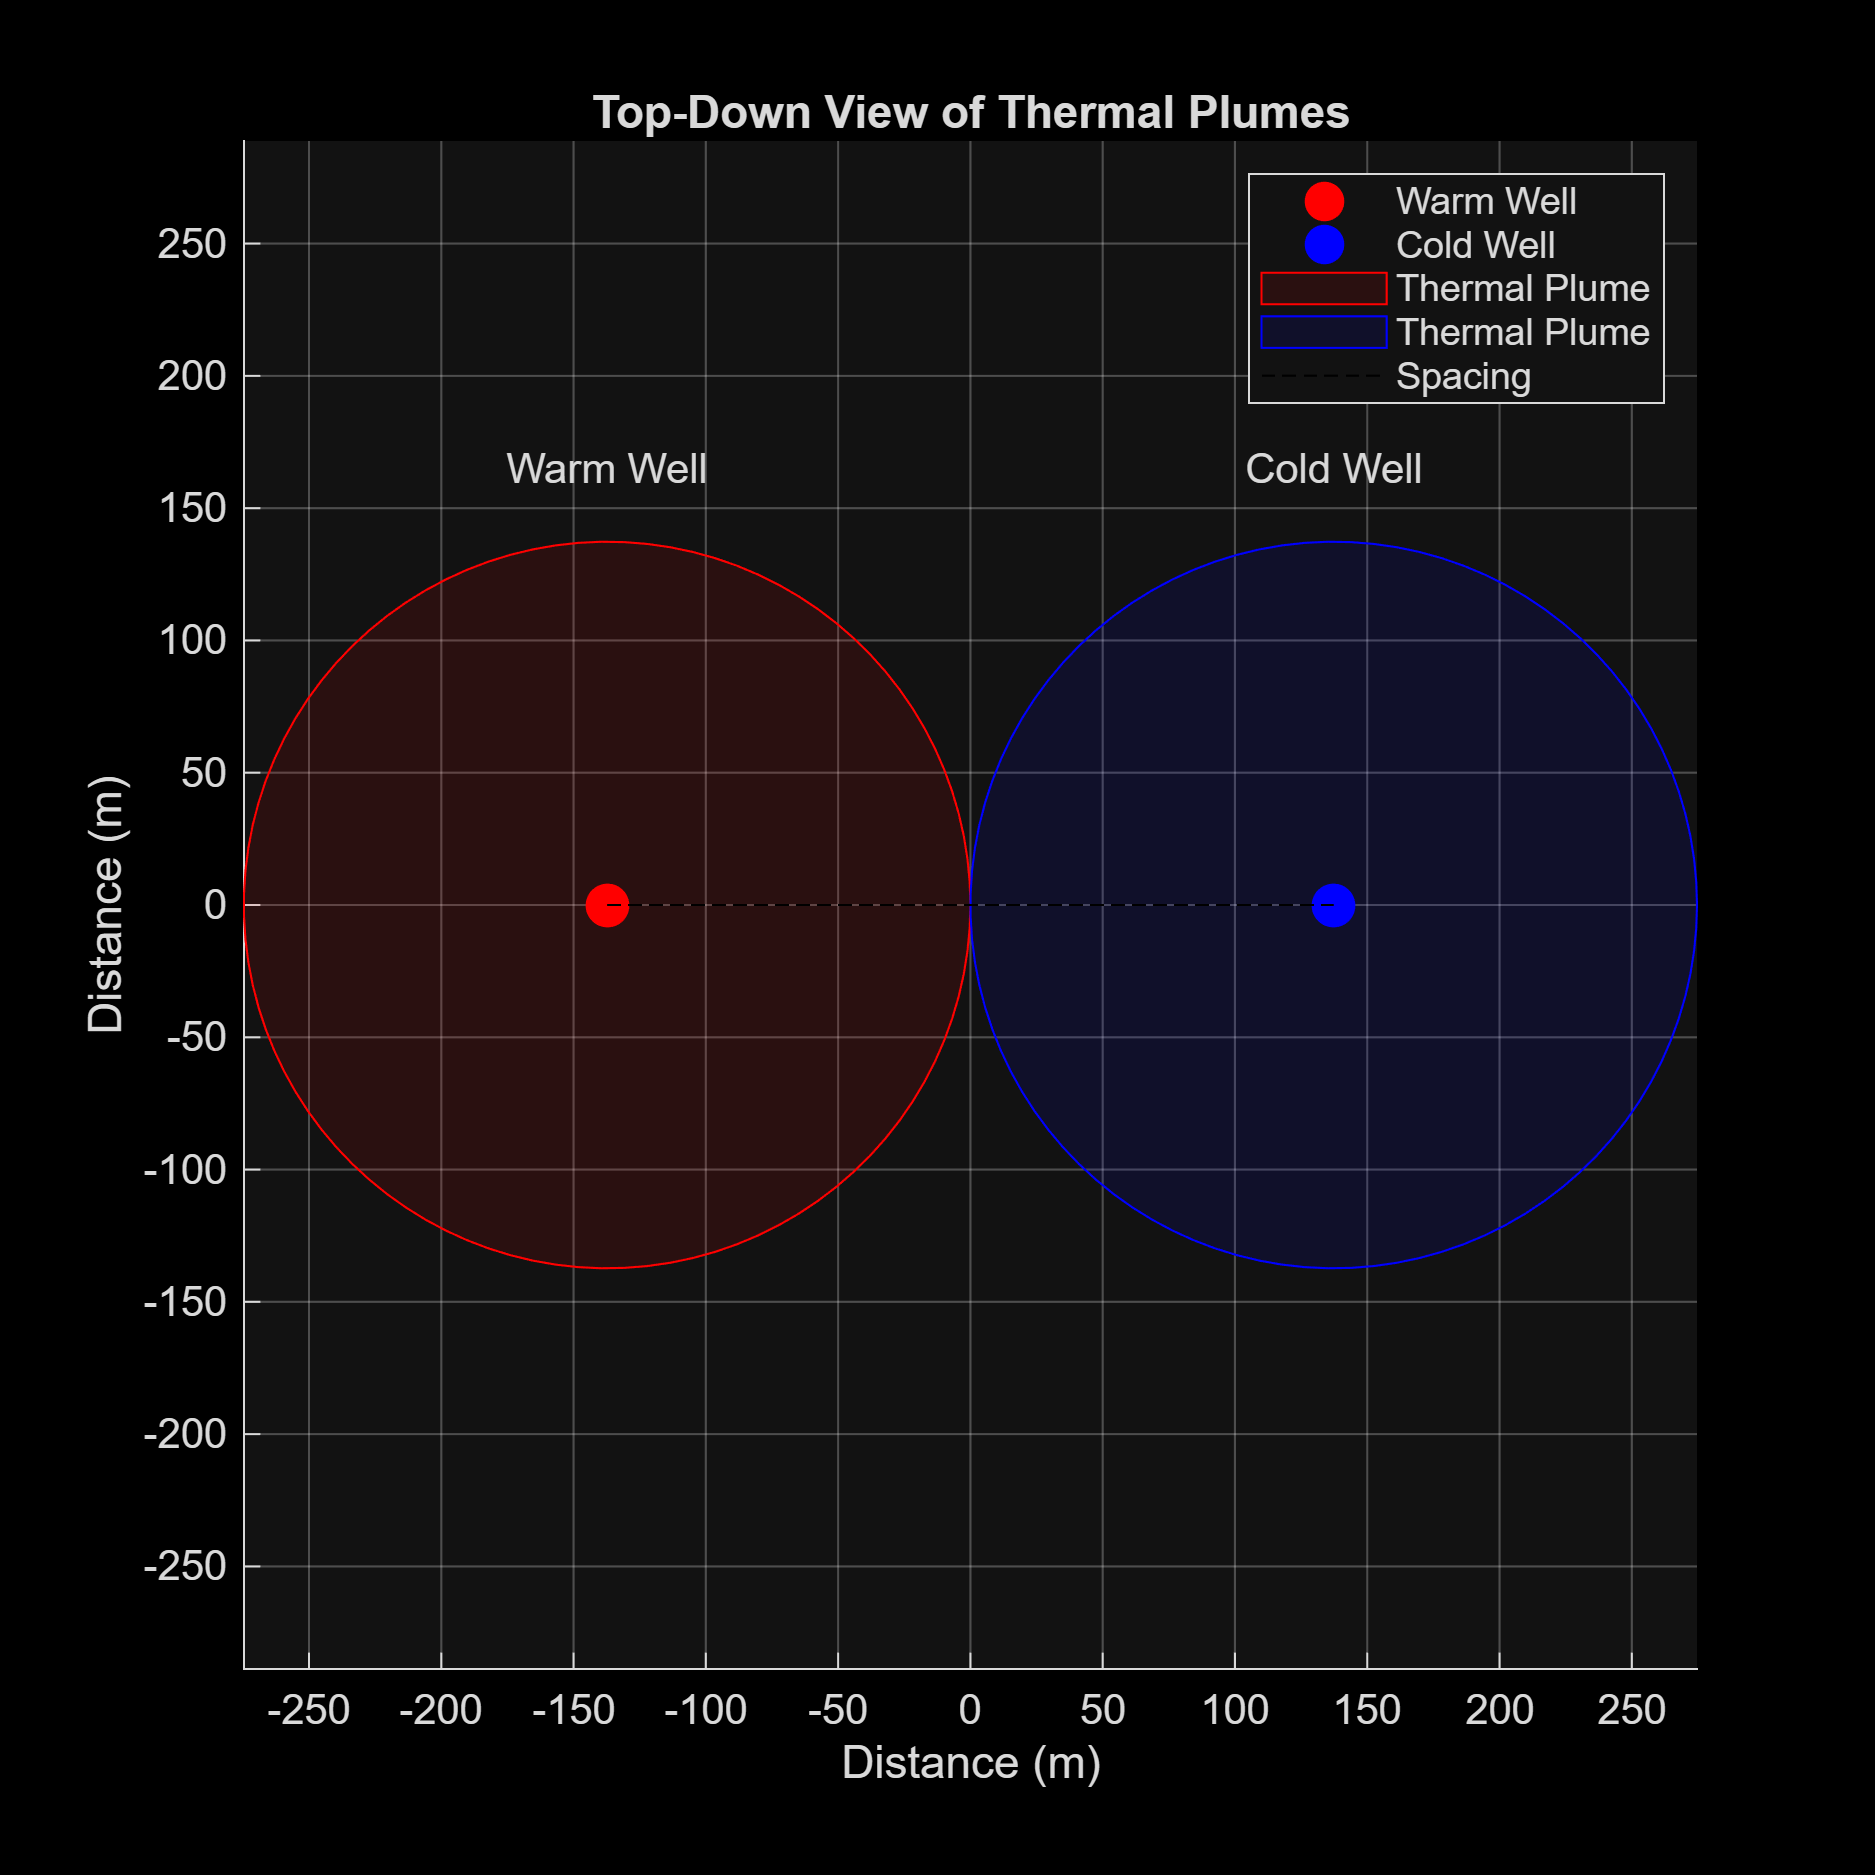 Top-Down View of Thermal Plumes
Warm Well
Cold Well
Thermal Plume
Thermal Plume
Spacing
Warm Well
Cold Well
250
200
150
100
50
0
-50
-100
-150
-200
-250
Distance (m)
-250 -200 -150 -100 -50 0 50 100 150 200 250
Distance (m)